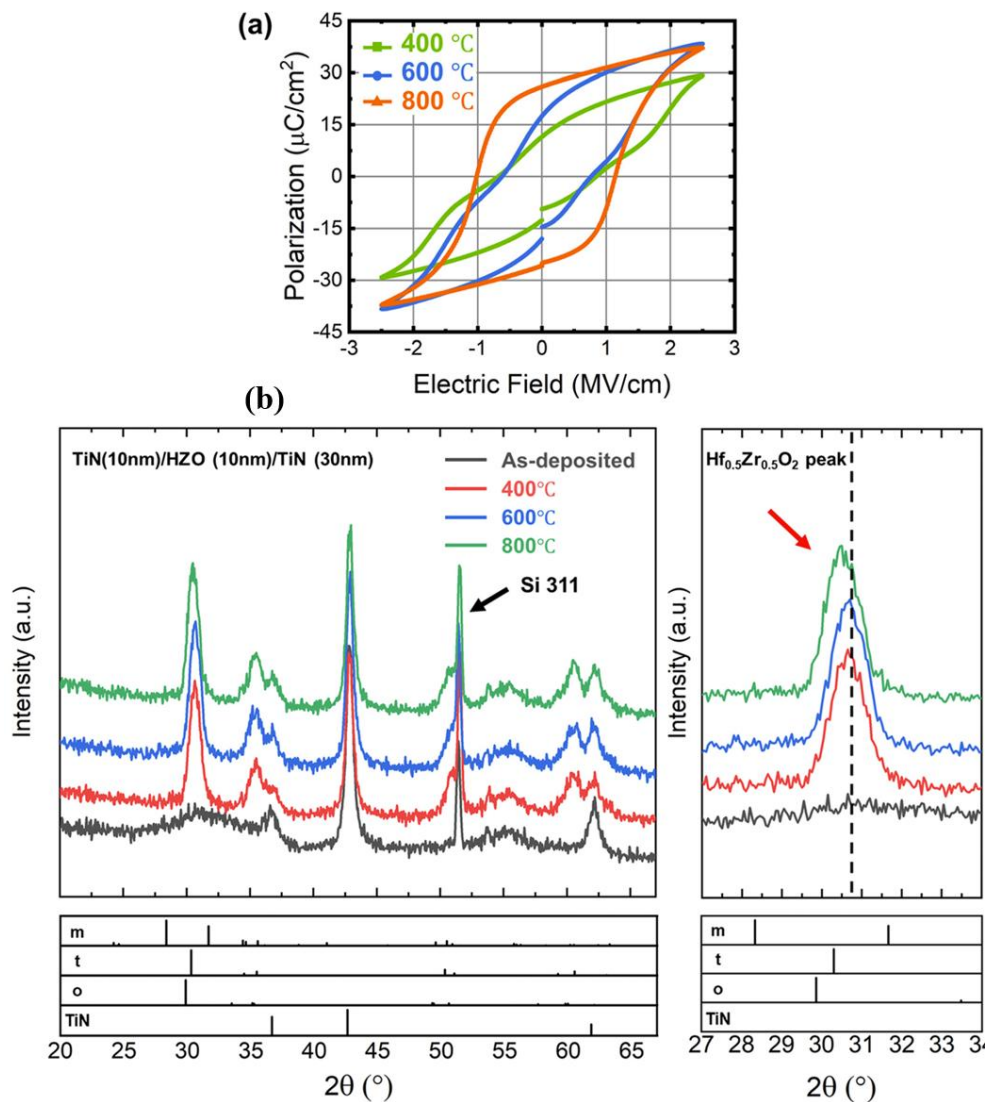 (a)
45
30
15
0
-15
-30
-45
Polarization (μC/cm²)
400 °C
600 °C
800 °C
-3 -2 -1 0 1 2 3
Electric Field (MV/cm)
(b)
TiN(10nm)/HZO (10nm)/TiN (30nm)
As-deposited
400°C
600°C
800°C
Si 311
Intensity (a.u.)
m
t
o
TiN
20 25 30 35 40 45 50 55 60 65
2θ (°)
Hf0.5Zr0.5O2 peak
Intensity (a.u.)
m
t
o
TiN
27 28 29 30 31 32 33 34
2θ (°)